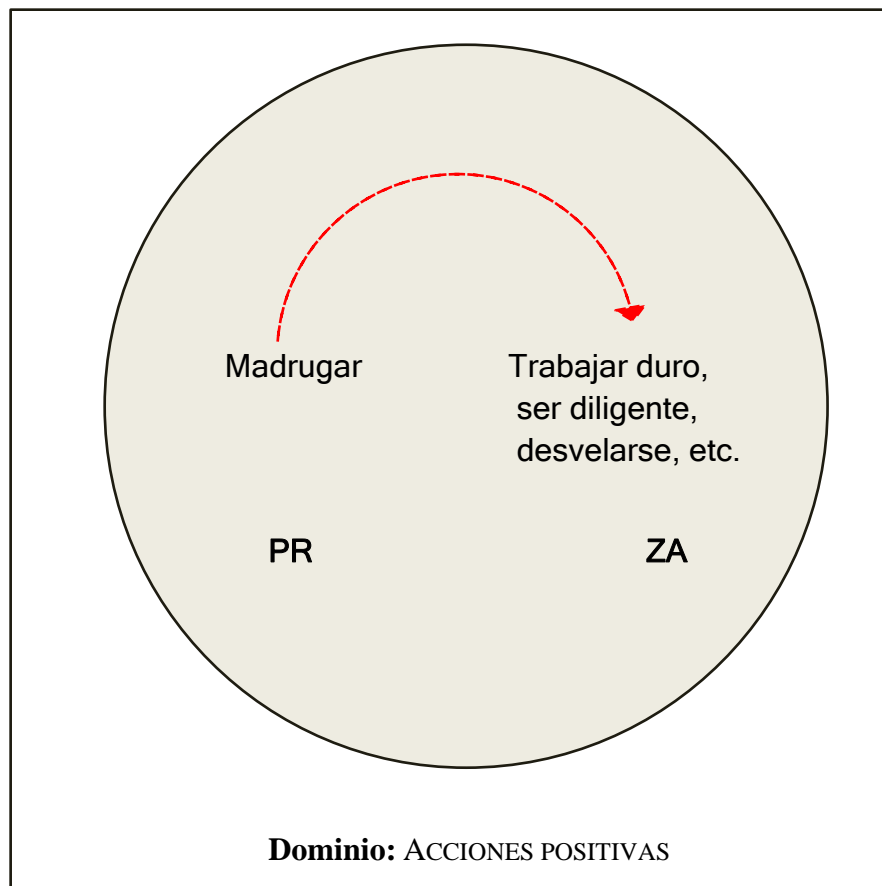 Madrugar
Trabajar duro,
ser diligente,
desvelarse, etc.
PR
ZA
Dominio: ACCIONES POSITIVAS